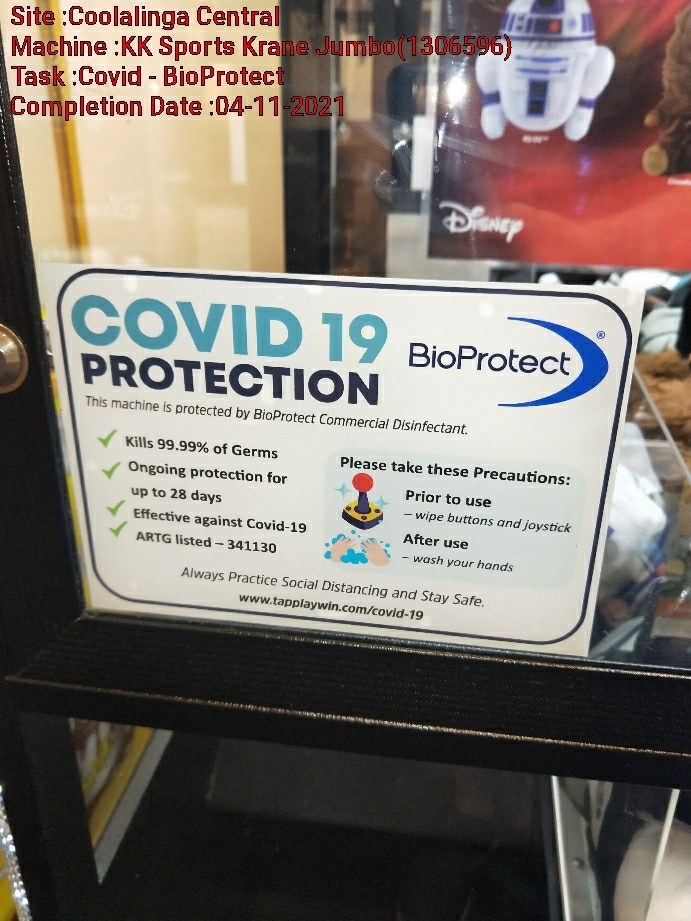 Site :Coolalinga Central
Machine :KK Sports Krane Jumbo(1306596)
Task :Covid - BioProtect
Completion Date :04-11-2021
Disney
COVID 19
PROTECTION
BioProtect®
This machine is protected by BioProtect Commercial Disinfectant.
Kills 99.99% of Germs
Ongoing protection for
up to 28 days
Effective against Covid-19
ARTG listed – 341130
Please take these Precautions:
Prior to use
– wipe buttons and joystick
After use
– wash your hands
Always Practice Social Distancing and Stay Safe.
www.tapplaywin.com/covid-19